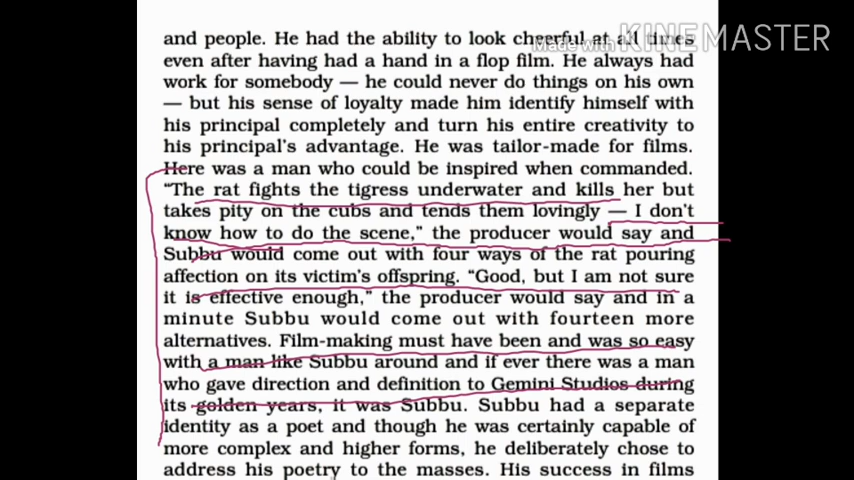 and people. He had the ability to look cheerful at all times
Made with KINEMASTER
even after having had a hand in a flop film. He always had
work for somebody — he could never do things on his own
— but his sense of loyalty made him identify himself with
his principal completely and turn his entire creativity to
his principal's advantage. He was tailor-made for films.
Here was a man who could be inspired when commanded.
“The rat fights the tigress underwater and kills her but
takes pity on the cubs and tends them lovingly — I don't
know how to do the scene,” the producer would say and
Subbu would come out with four ways of the rat pouring
affection on its victim's offspring. “Good, but I am not sure
it is effective enough,” the producer would say and in a
minute Subbu would come out with fourteen more
alternatives. Film-making must have been and was so easy
with a man like Subbu around and if ever there was a man
who gave direction and definition to Gemini Studios during
its golden years, it was Subbu. Subbu had a separate
identity as a poet and though he was certainly capable of
more complex and higher forms, he deliberately chose to
address his poetry to the masses. His success in films